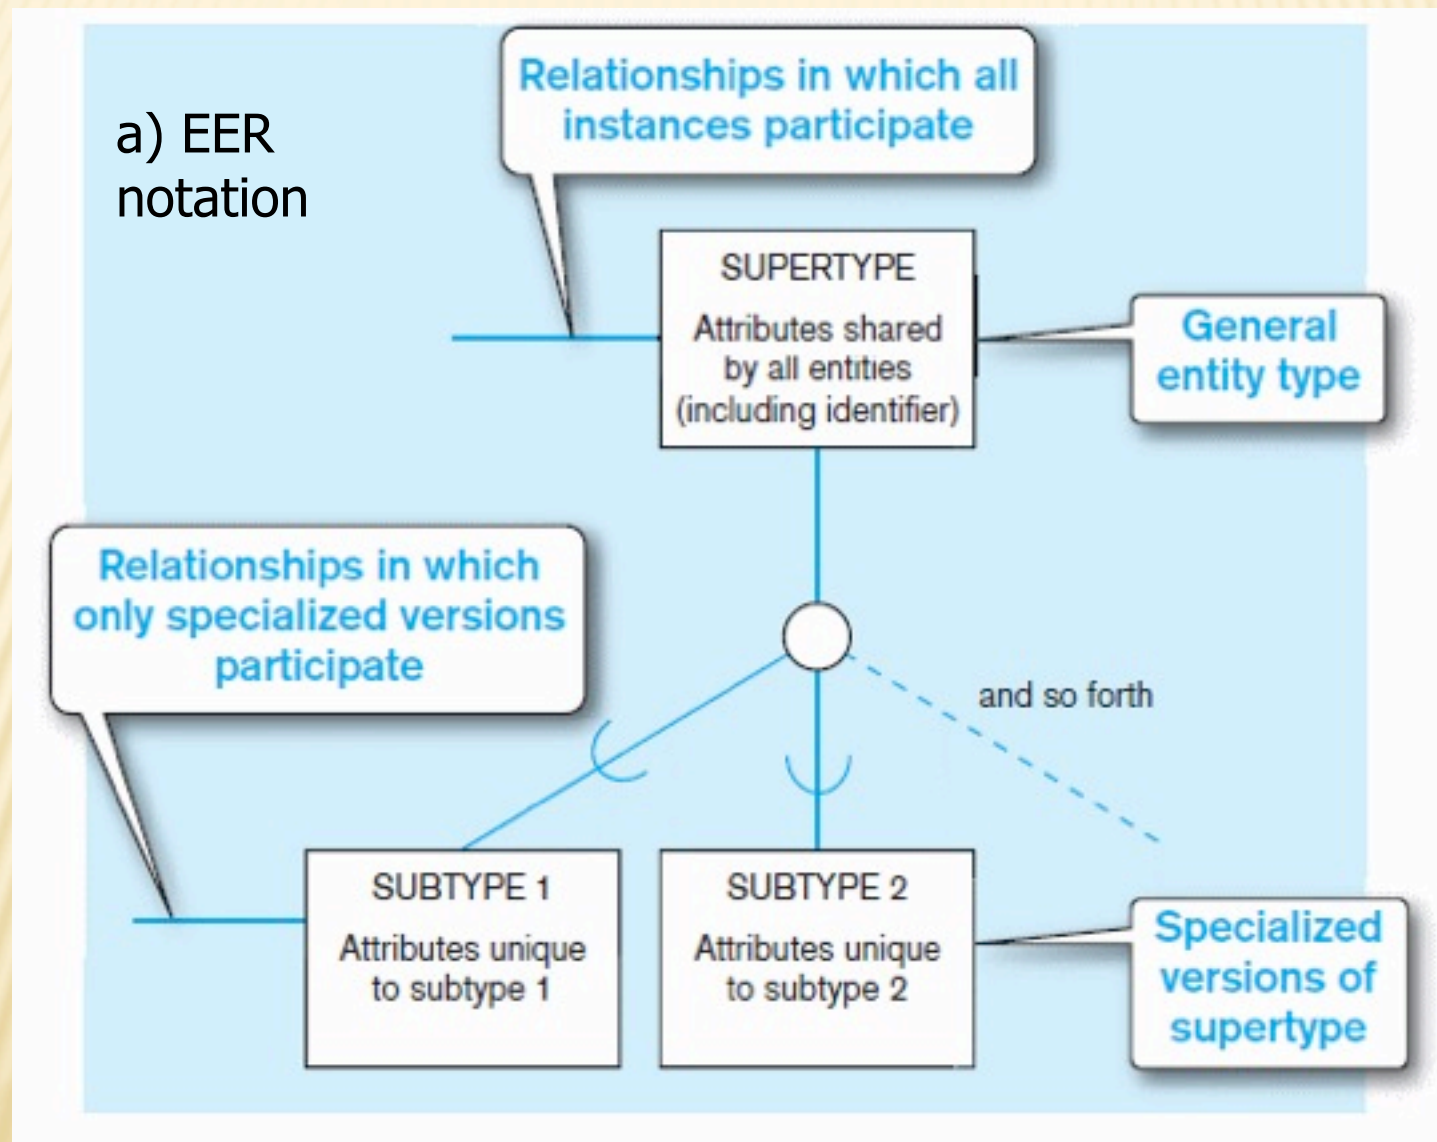 a) EER
notation
Relationships in which all
instances participate
SUPERTYPE
Attributes shared
by all entities
(including identifier)
General
entity type
Relationships in which
only specialized versions
participate
and so forth
SUBTYPE 1
Attributes unique
to subtype 1
SUBTYPE 2
Attributes unique
to subtype 2
Specialized
versions of
supertype